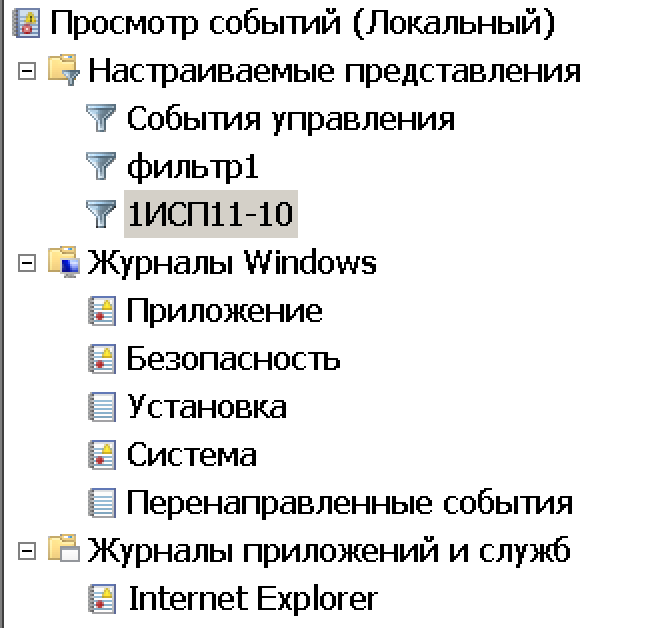 Просмотр событий (Локальный)
Настраиваемые представления
События управления
фильтр1
1ИСП11-10
Журналы Windows
Приложение
Безопасность
Установка
Система
Перенаправленные события
Журналы приложений и служб
Internet Explorer